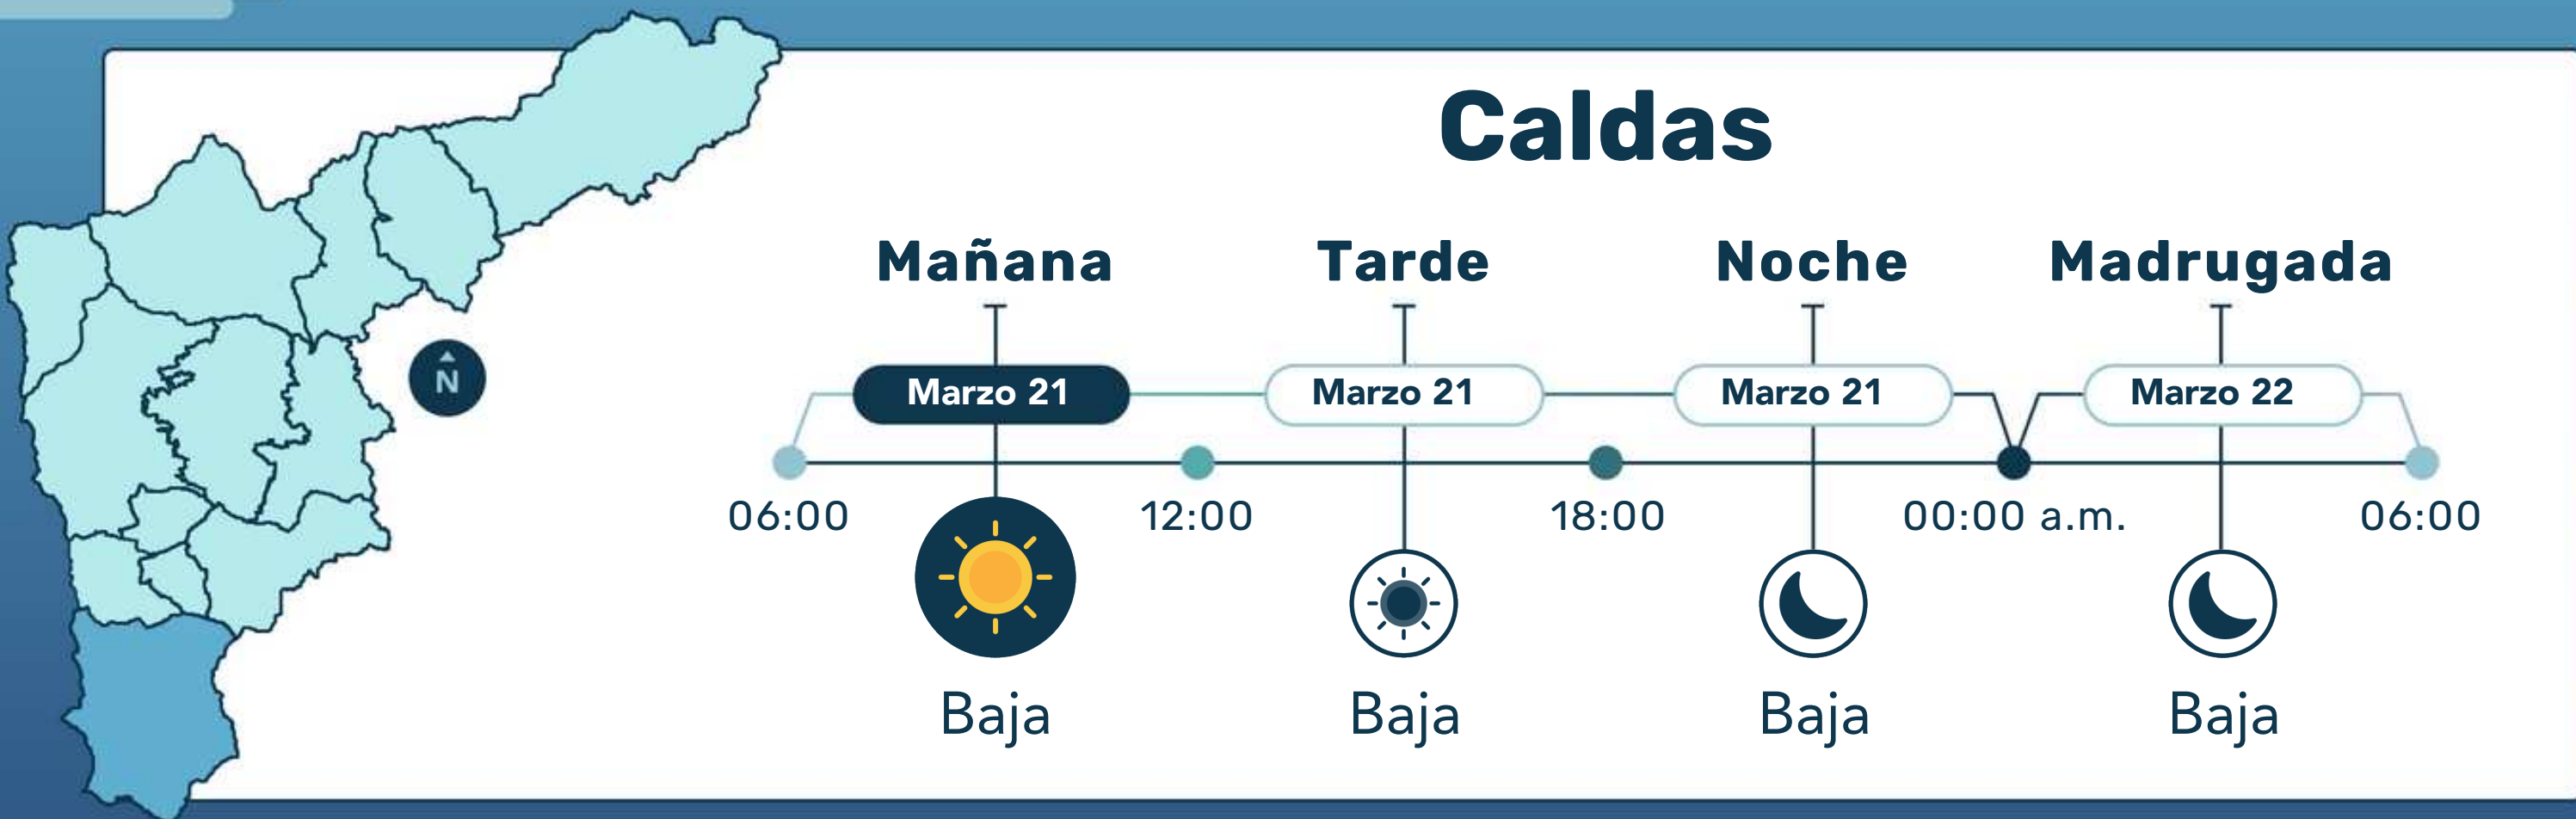 Caldas
Mañana Tarde Noche Madrugada
Marzo 21 Marzo 21 Marzo 21 Marzo 22
N
06:00 12:00 18:00 00:00 a.m. 06:00
Baja Baja Baja Baja